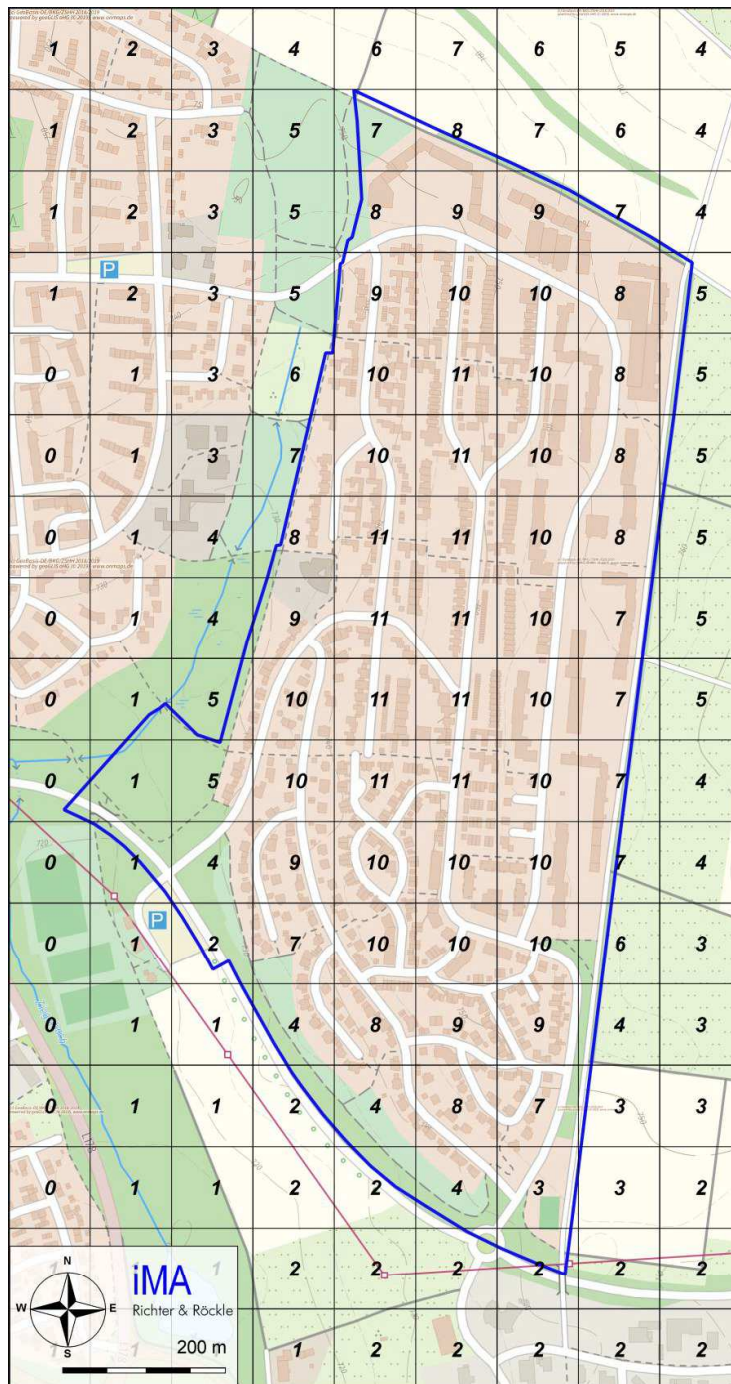 1 2 3 4 6 7 6 5 4
1 2 3 5 7 8 7 6 4
1 2 3 5 8 9 9 7 4
P
1 2 3 5 9 10 10 8 5
0 1 3 6 10 11 10 8 5
0 1 3 7 10 11 10 8 5
0 1 4 8 11 11 10 8 5
0 1 4 9 11 11 10 7 5
0 1 5 10 11 11 10 7 5
0 1 5 10 11 11 10 7 4
0 1 4 9 10 10 10 7 4
P
0 1 2 7 10 10 10 6 3
0 1 1 4 8 9 9 4 3
0 1 1 2 4 8 7 3 3
L1178
0 1 1 2 2 4 3 3 2
1 2 2 2 2 2 2
1 2 2 2 2
N
W E
S
iMA
Richter & Röckle
200 m